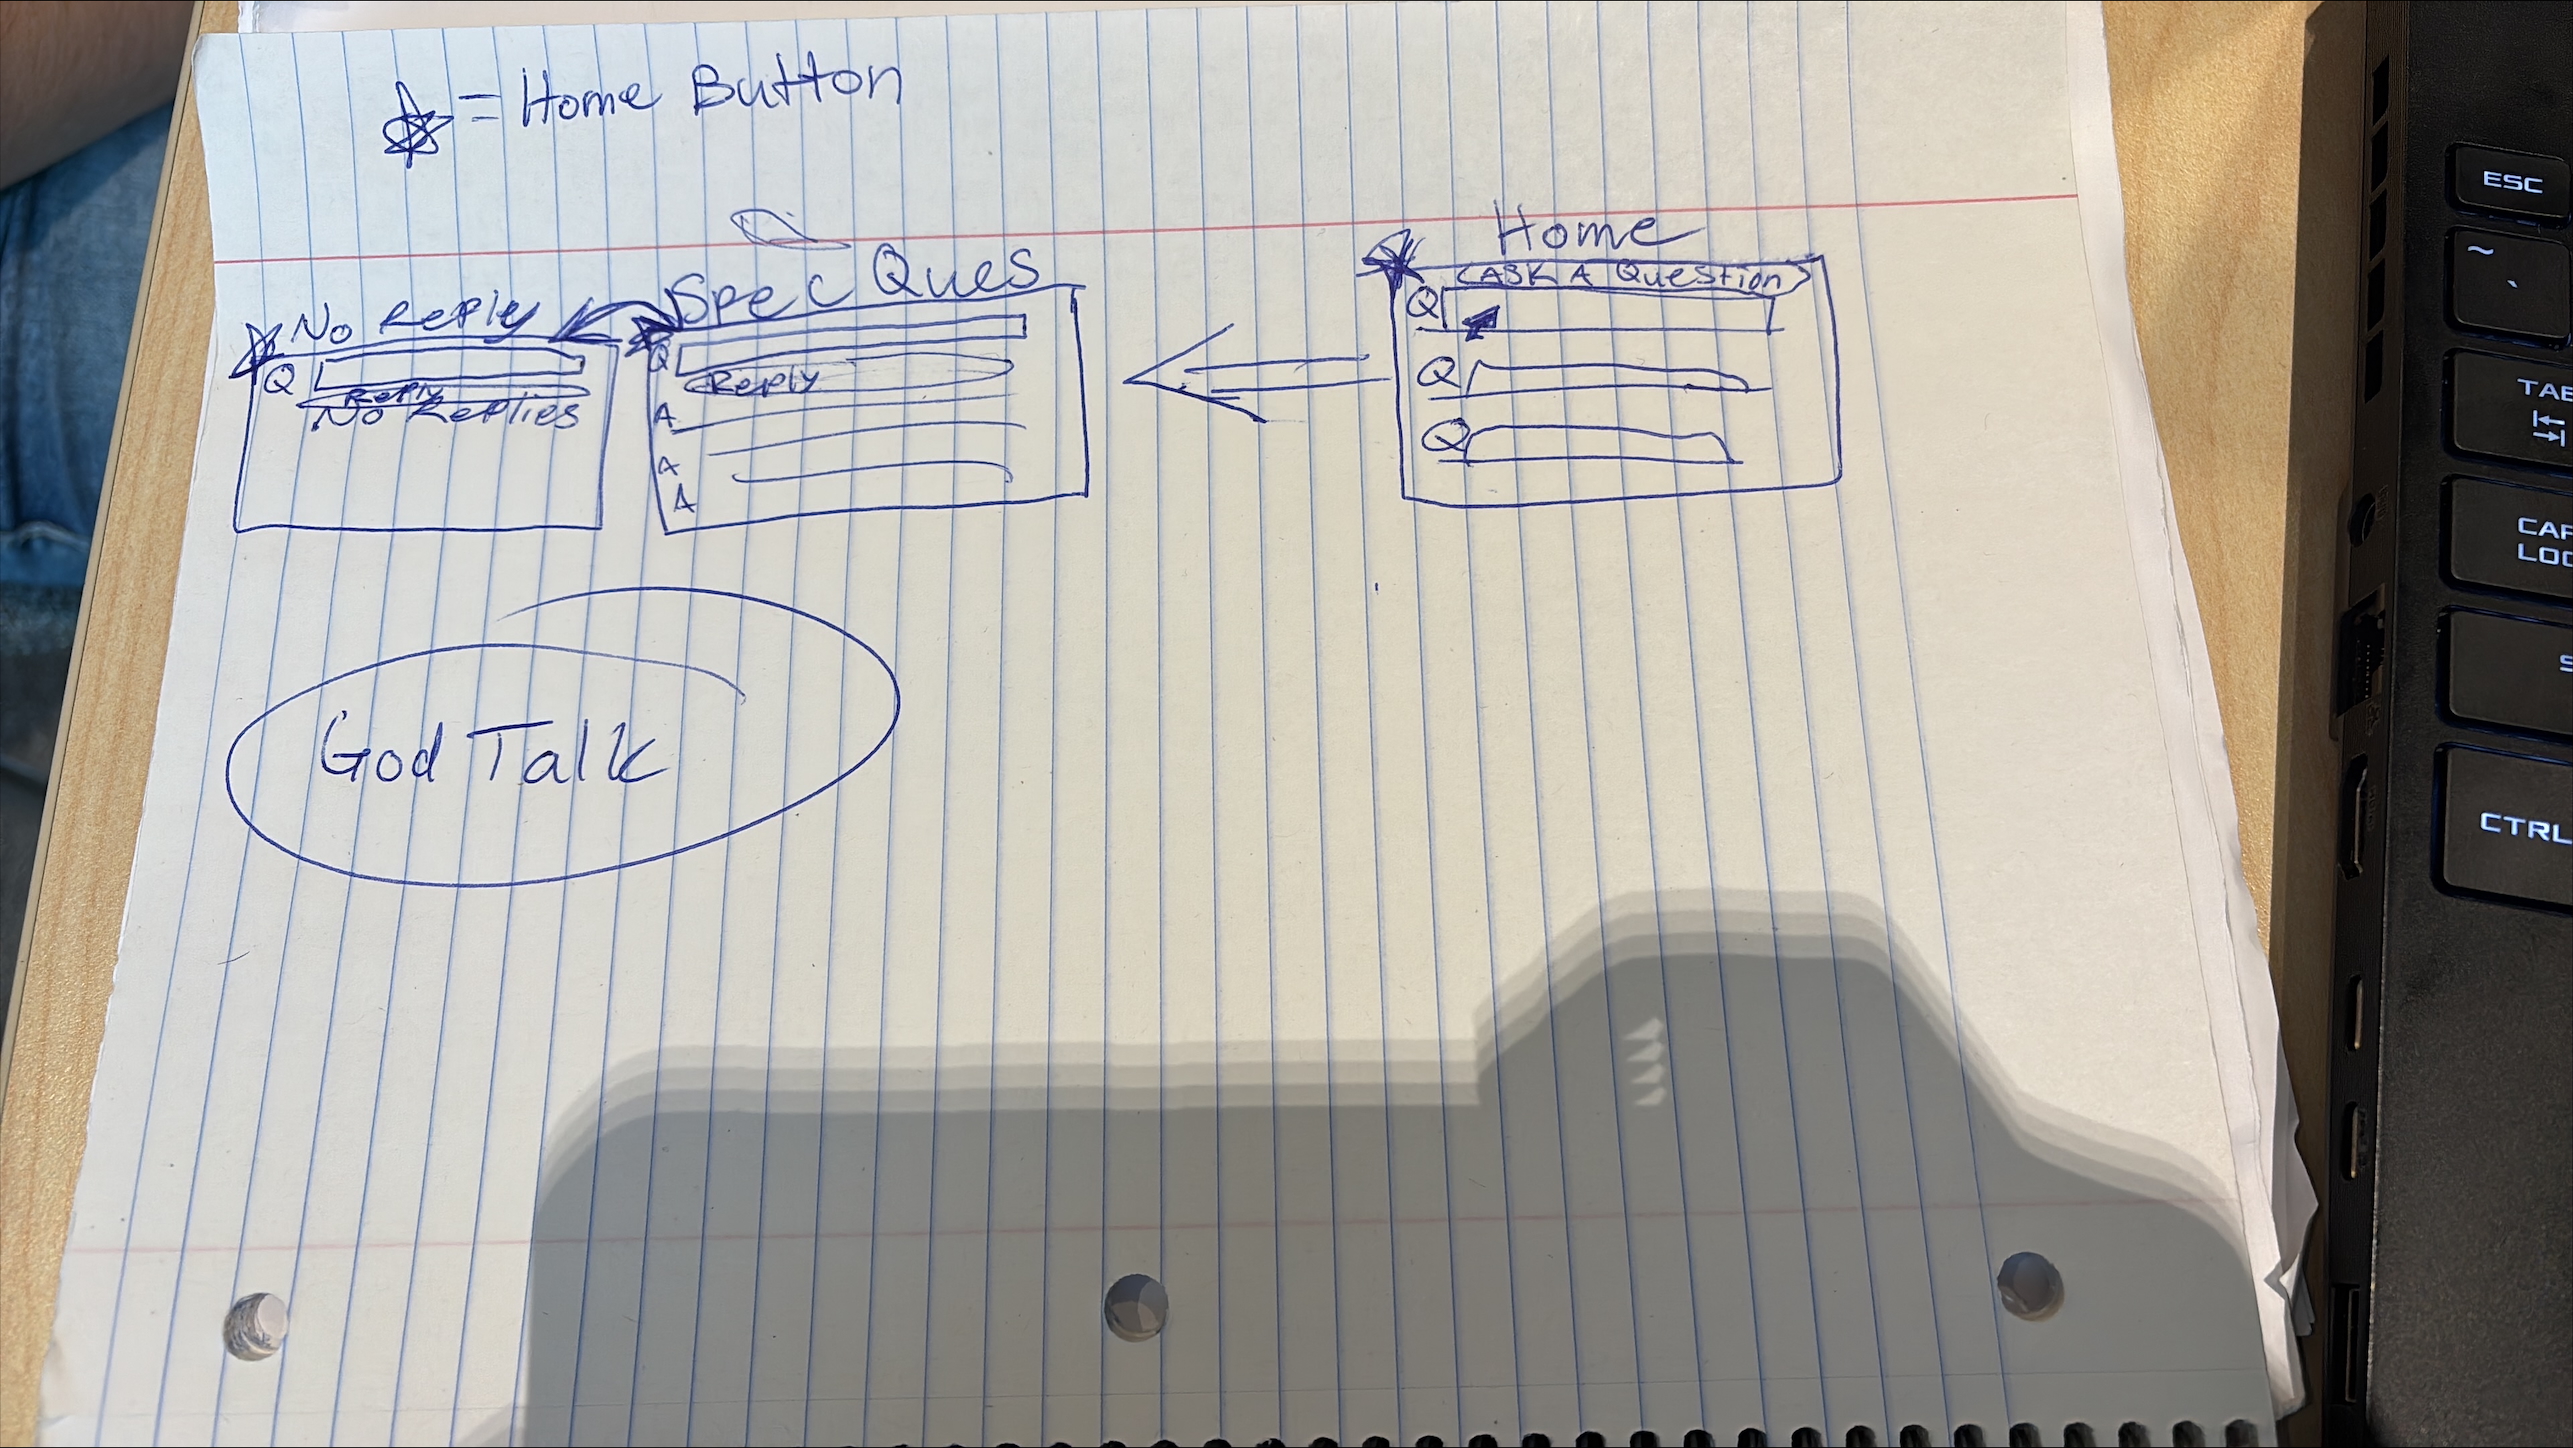 = Home Button
Home
ASK A Question
Q
Q
Q
Spec Ques
Q
Reply
A
A
A
No Reply
Q
Reply
No Replies
God Talk
ESC
~
`
TAB
CAP
LOC
S
CTRL